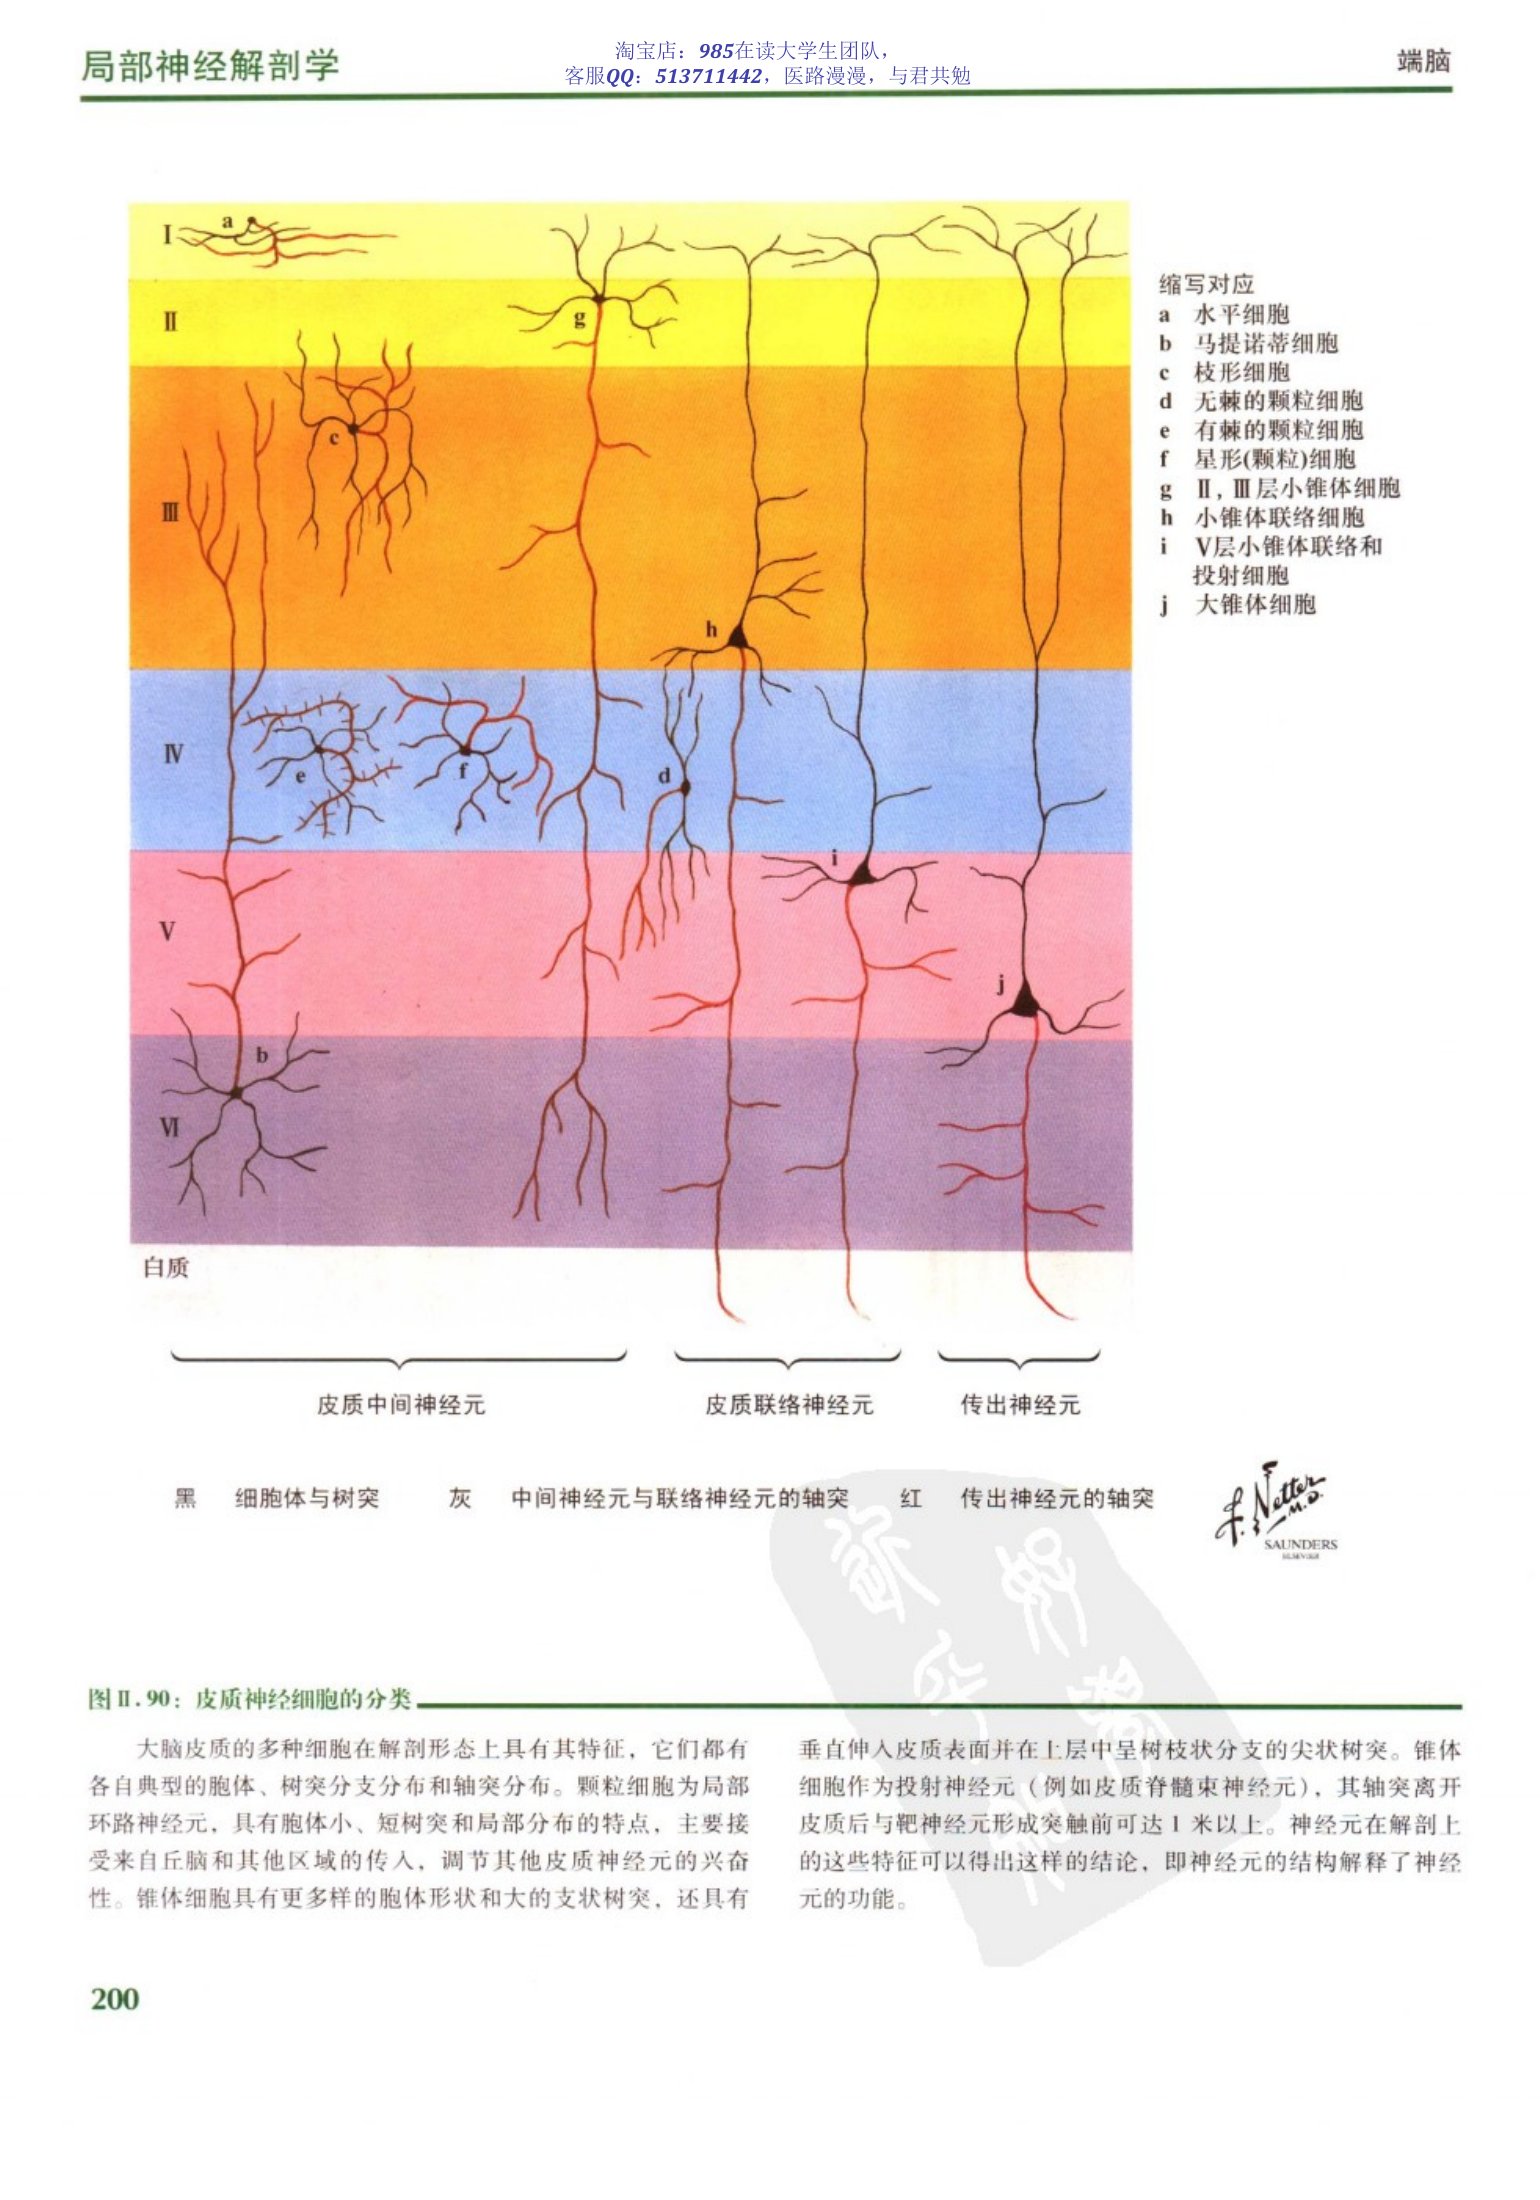 局部神经解剖学
淘宝店：985在读大学生团队，
客服QQ：513711442，医路漫漫，与君共勉
端脑
I
a
II
g
c
III
h
IV
e
f
d
i
V
j
b
VI
白质
缩写对应
a 水平细胞
b 马提诺蒂细胞
c 枝形细胞
d 无棘的颗粒细胞
e 有棘的颗粒细胞
f 星形(颗粒)细胞
g Ⅱ，Ⅲ层小锥体细胞
h 小锥体联络细胞
i V层小锥体联络和
投射细胞
j 大锥体细胞
皮质中间神经元 皮质联络神经元 传出神经元
黑 细胞体与树突 灰 中间神经元与联络神经元的轴突 红 传出神经元的轴突
F. Netter
M.D.
SAUNDERS
ELSEVIER
图Ⅱ.90：皮质神经细胞的分类
大脑皮质的多种细胞在解剖形态上具有其特征，它们都有
各自典型的胞体、树突分支分布和轴突分布。颗粒细胞为局部
环路神经元，具有胞体小、短树突和局部分布的特点，主要接
受来自丘脑和其他区域的传入，调节其他皮质神经元的兴奋
性。锥体细胞具有更多样的胞体形状和大的支状树突，还具有
垂直伸入皮质表面并在上层中呈树枝状分支的尖状树突。锥体
细胞作为投射神经元（例如皮质脊髓束神经元），其轴突离开
皮质后与靶神经元形成突触前可达1米以上。神经元在解剖上
的这些特征可以得出这样的结论，即神经元的结构解释了神经
元的功能。
200